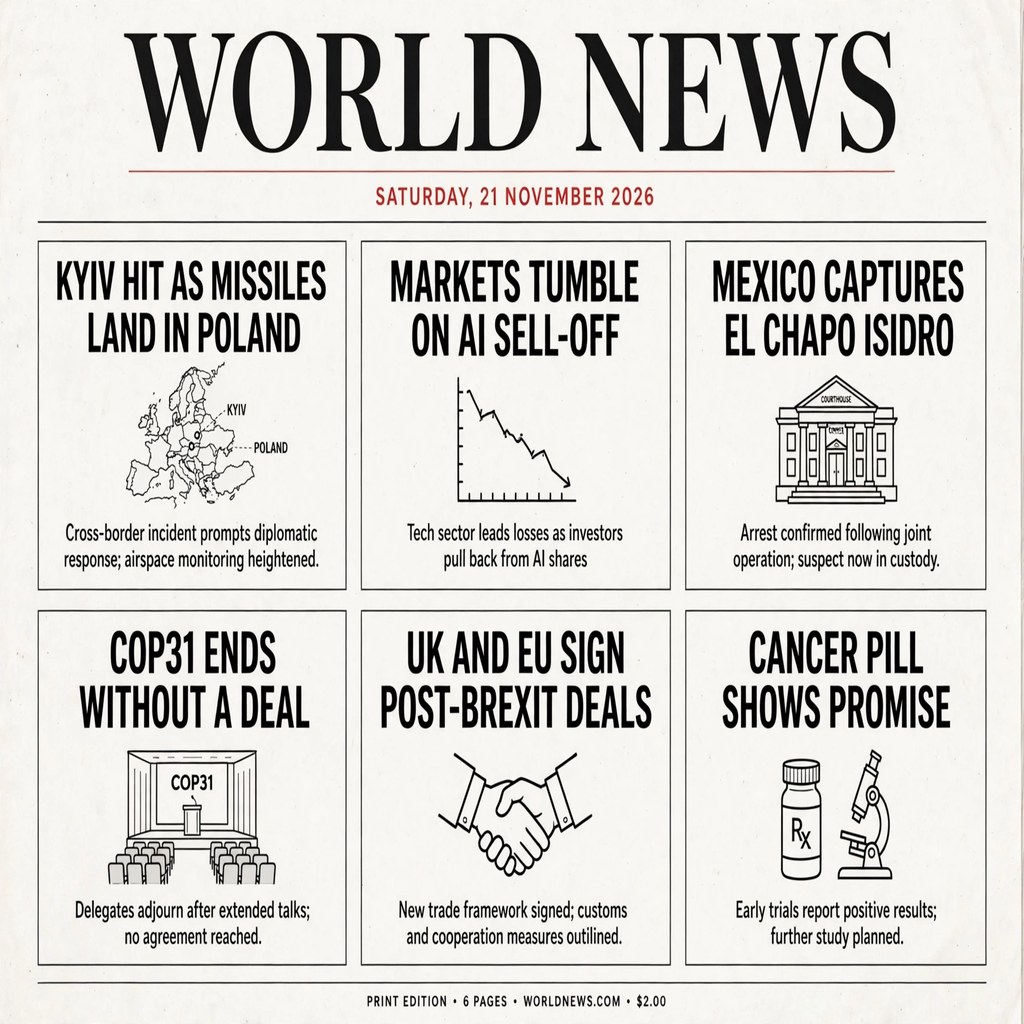 WORLD NEWS
SATURDAY, 21 NOVEMBER 2026
KYIV HIT AS MISSILES
LAND IN POLAND
KYIV
POLAND
Cross-border incident prompts diplomatic
response; airspace monitoring heightened.
MARKETS TUMBLE
ON AI SELL-OFF
Tech sector leads losses as investors
pull back from AI shares
MEXICO CAPTURES
EL CHAPO ISIDRO
COURTHOUSE
Arrest confirmed following joint
operation; suspect now in custody.
COP31 ENDS
WITHOUT A DEAL
COP31
Delegates adjourn after extended talks;
no agreement reached.
UK AND EU SIGN
POST-BREXIT DEALS
New trade framework signed; customs
and cooperation measures outilined.
CANCER PILL
SHOWS PROMISE
Rx
Early trials report positive results;
further study planned.
PRINT EDITION • 6 PAGES • WORLDNEWS.COM • $2.00